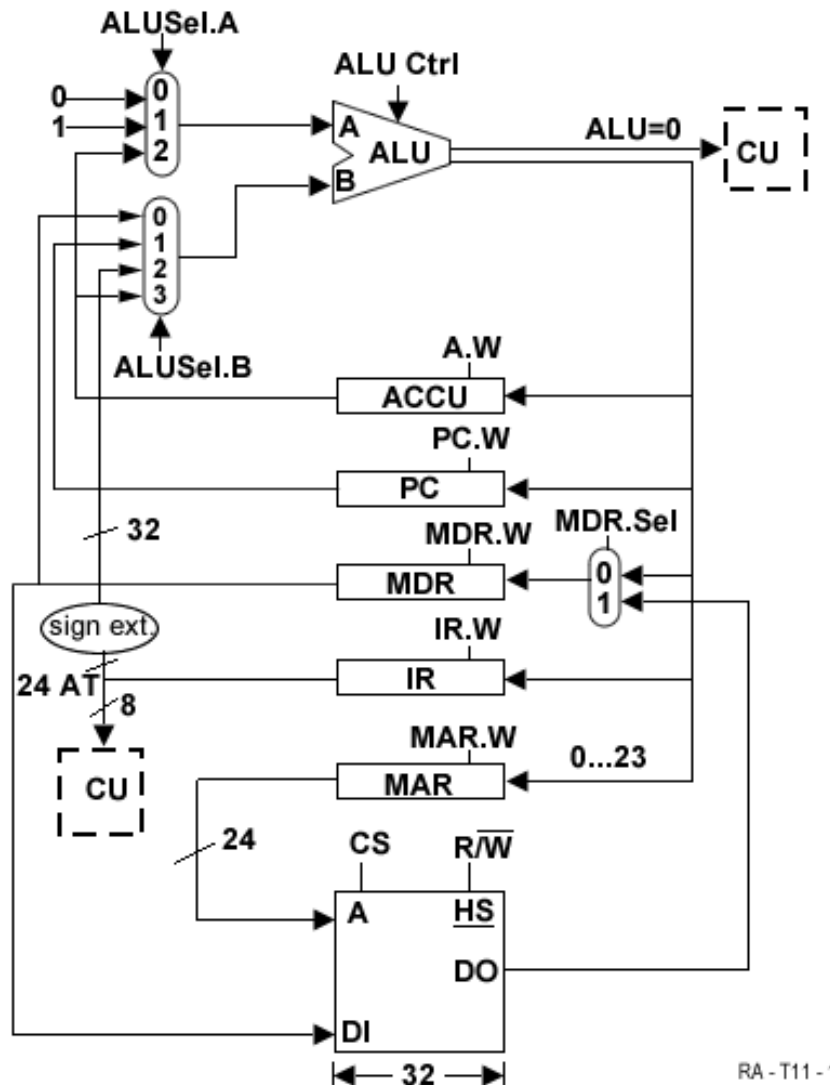 ALUSel.A
ALU Ctrl
0
1
0
1
2
A
ALU
B
ALU=0
CU
0
1
2
3
ALUSel.B
A.W
ACCU
PC.W
PC
32
MDR.W
MDR.Sel
MDR
0
1
sign ext.
IR.W
IR
24 AT
8
MAR.W
0...23
MAR
CU
24
CS
R/W
A
HS
DO
DI
32
RA - T11 -